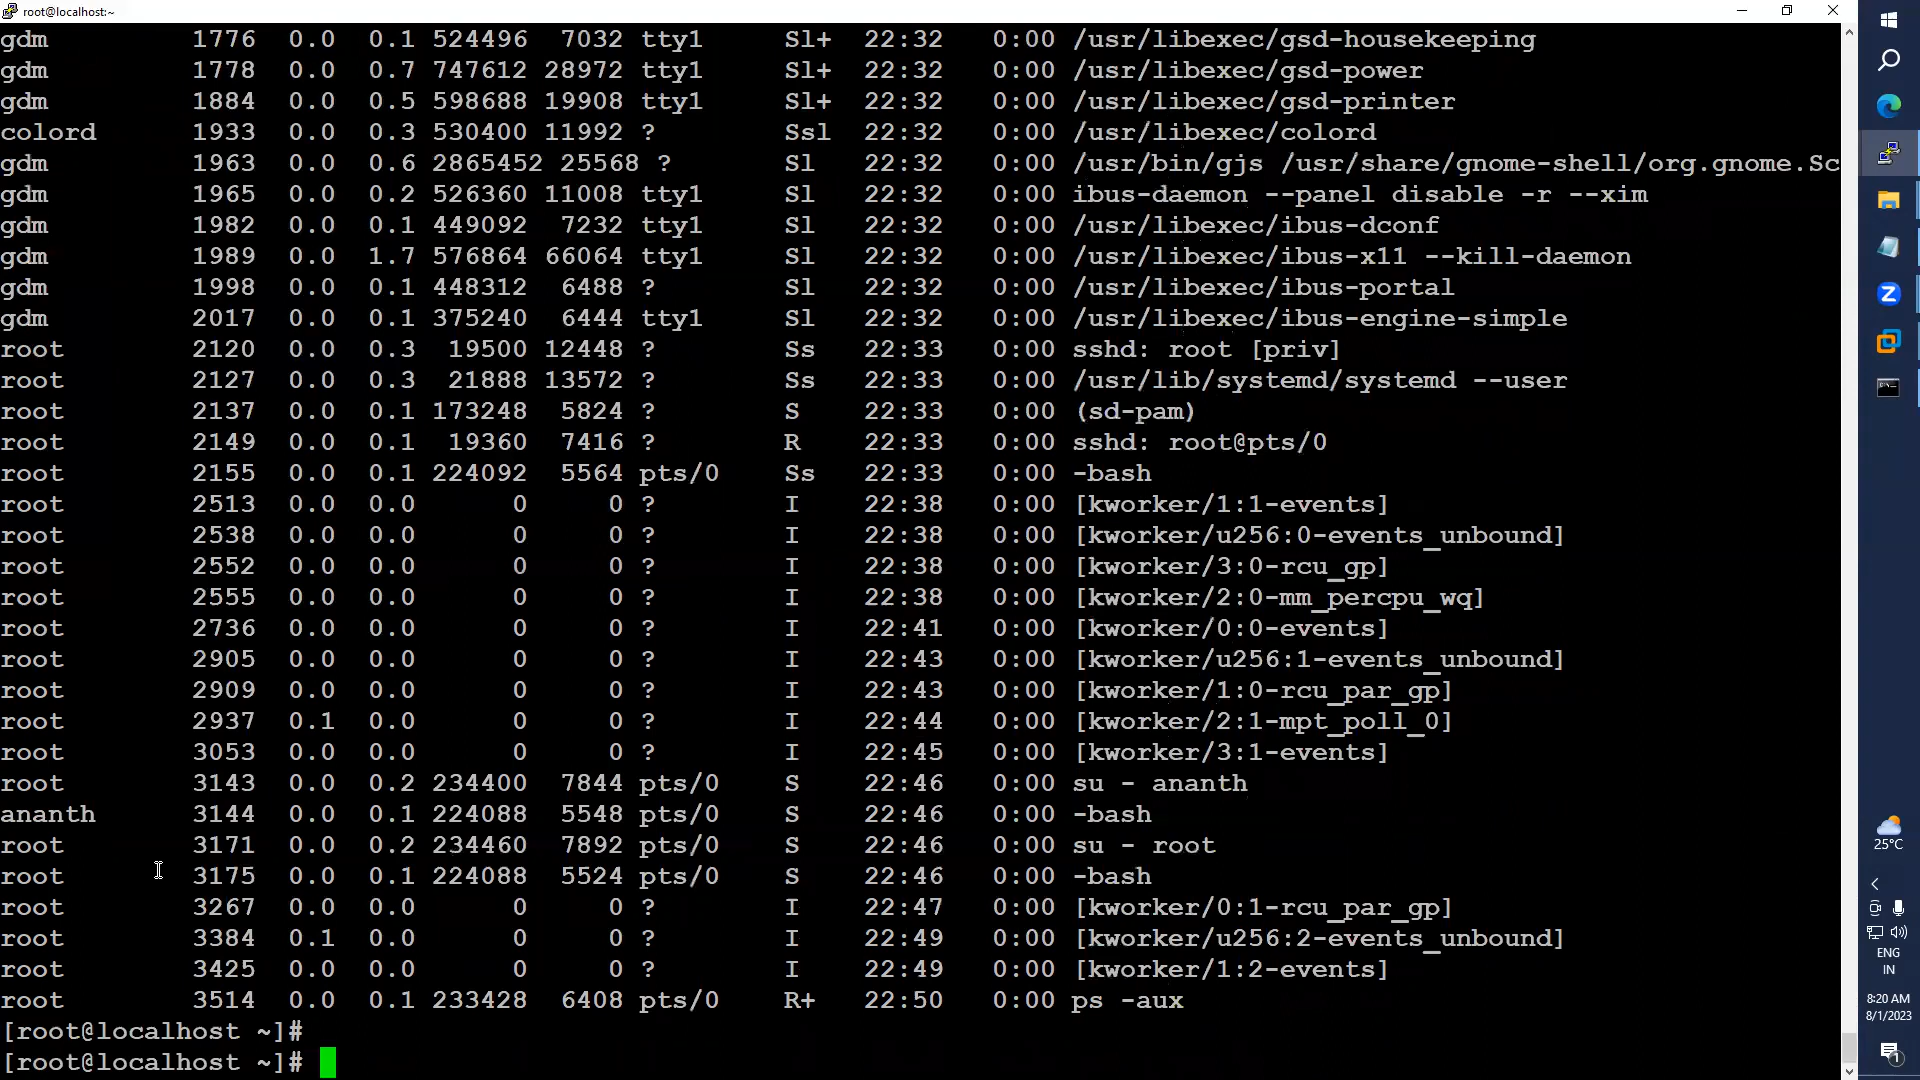 root@localhost:~
gdm 1776 0.0 0.1 524496 7032 tty1 Sl+ 22:32 0:00 /usr/libexec/gsd-housekeeping
gdm 1778 0.0 0.7 747612 28972 tty1 Sl+ 22:32 0:00 /usr/libexec/gsd-power
gdm 1884 0.0 0.5 598688 19908 tty1 Sl+ 22:32 0:00 /usr/libexec/gsd-printer
colord 1933 0.0 0.3 530400 11992 ? Ssl 22:32 0:00 /usr/libexec/colord
gdm 1963 0.0 0.6 2865452 25568 ? Sl 22:32 0:00 /usr/bin/gjs /usr/share/gnome-shell/org.gnome.Sc
gdm 1965 0.0 0.2 526360 11008 tty1 Sl 22:32 0:00 ibus-daemon --panel disable -r --xim
gdm 1982 0.0 0.1 449092 7232 tty1 Sl 22:32 0:00 /usr/libexec/ibus-dconf
gdm 1989 0.0 1.7 576864 66064 tty1 Sl 22:32 0:00 /usr/libexec/ibus-x11 --kill-daemon
gdm 1998 0.0 0.1 448312 6488 ? Sl 22:32 0:00 /usr/libexec/ibus-portal
gdm 2017 0.0 0.1 375240 6444 tty1 Sl 22:32 0:00 /usr/libexec/ibus-engine-simple
root 2120 0.0 0.3 19500 12448 ? Ss 22:33 0:00 sshd: root [priv]
root 2127 0.0 0.3 21888 13572 ? Ss 22:33 0:00 /usr/lib/systemd/systemd --user
root 2137 0.0 0.1 173248 5824 ? S 22:33 0:00 (sd-pam)
root 2149 0.0 0.1 19360 7416 ? R 22:33 0:00 sshd: root@pts/0
root 2155 0.0 0.1 224092 5564 pts/0 Ss 22:33 0:00 -bash
root 2513 0.0 0.0 0 0 ? I 22:38 0:00 [kworker/1:1-events]
root 2538 0.0 0.0 0 0 ? I 22:38 0:00 [kworker/u256:0-events_unbound]
root 2552 0.0 0.0 0 0 ? I 22:38 0:00 [kworker/3:0-rcu_gp]
root 2555 0.0 0.0 0 0 ? I 22:38 0:00 [kworker/2:0-mm_percpu_wq]
root 2736 0.0 0.0 0 0 ? I 22:41 0:00 [kworker/0:0-events]
root 2905 0.0 0.0 0 0 ? I 22:43 0:00 [kworker/u256:1-events_unbound]
root 2909 0.0 0.0 0 0 ? I 22:43 0:00 [kworker/1:0-rcu_par_gp]
root 2937 0.1 0.0 0 0 ? I 22:44 0:00 [kworker/2:1-mpt_poll_0]
root 3053 0.0 0.0 0 0 ? I 22:45 0:00 [kworker/3:1-events]
root 3143 0.0 0.2 234400 7844 pts/0 S 22:46 0:00 su - ananth
ananth 3144 0.0 0.1 224088 5548 pts/0 S 22:46 0:00 -bash
root 3171 0.0 0.2 234460 7892 pts/0 S 22:46 0:00 su - root
root 3175 0.0 0.1 224088 5524 pts/0 S 22:46 0:00 -bash
root 3267 0.0 0.0 0 0 ? I 22:47 0:00 [kworker/0:1-rcu_par_gp]
root 3384 0.1 0.0 0 0 ? I 22:49 0:00 [kworker/u256:2-events_unbound]
root 3425 0.0 0.0 0 0 ? I 22:49 0:00 [kworker/1:2-events]
root 3514 0.0 0.1 233428 6408 pts/0 R+ 22:50 0:00 ps -aux
[root@localhost ~]#
[root@localhost ~]#
25°C
ENG
IN
8:20 AM
8/1/2023
1